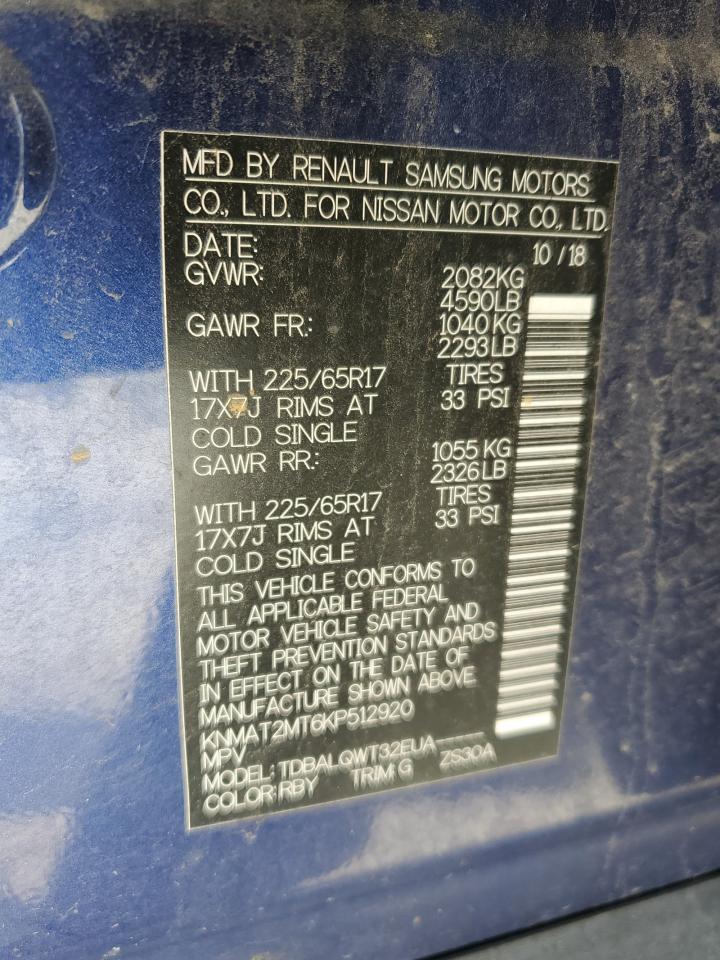 MFD BY RENAULT SAMSUNG MOTORS
CO., LTD. FOR NISSAN MOTOR CO., LTD.
DATE: 10 / 18
GVWR: 2082KG
4590LB
GAWR FR.: 1040KG
2293LB
WITH 225/65R17 TIRES
17X7J RIMS AT 33 PSI
COLD SINGLE
GAWR RR.: 1055KG
2326LB
WITH 225/65R17 TIRES
17X7J RIMS AT 33 PSI
COLD SINGLE
THIS VEHICLE CONFORMS TO
ALL APPLICABLE FEDERAL
MOTOR VEHICLE SAFETY AND
THEFT PREVENTION STANDARDS
IN EFFECT ON THE DATE OF
MANUFACTURE SHOWN ABOVE.
KNMAT2MT6KP512920
MPV
MODEL: TDBALQWT32EUA-----
COLOR: RBY TRIM: G ZS30A